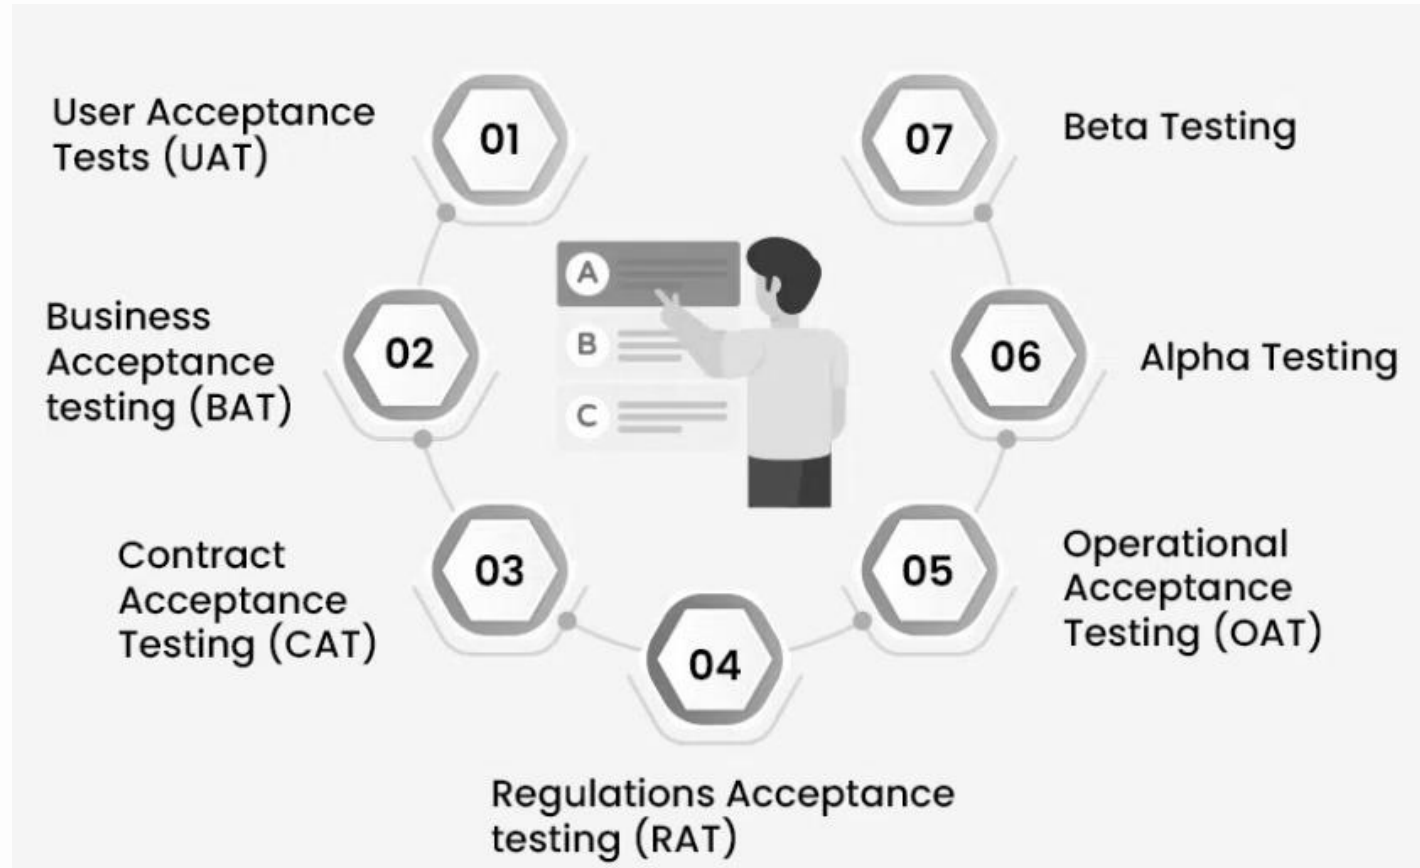 01
User Acceptance
Tests (UAT)
02
Business
Acceptance
testing (BAT)
03
Contract
Acceptance
Testing (CAT)
04
Regulations Acceptance
testing (RAT)
05
Operational
Acceptance
Testing (OAT)
06
Alpha Testing
07
Beta Testing
A
B
C